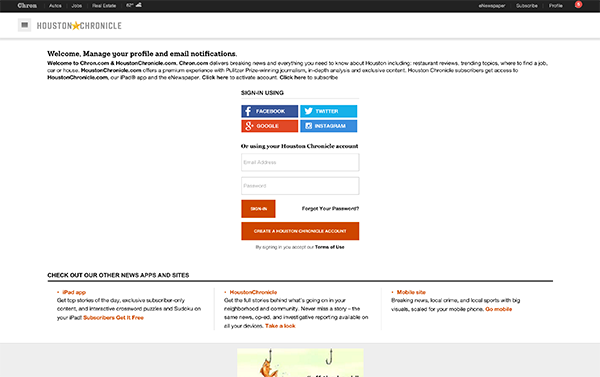 Chron Autos Jobs Real Estate 62° eNewspaper Subscribe Profile
HOUSTON CHRONICLE
Welcome, Manage your profile and email notifications.
Welcome to Chron.com & HoustonChronicle.com. Chron.com delivers breaking news and everything you need to know about Houston including: restaurant reviews, trending topics, where to find a job,
car or house. HoustonChronicle.com offers a premium experience with Pulitzer Prize-winning journalism, in-depth analysis and exclusive content. Houston Chronicle subscribers get access to
HoustonChronicle.com, our iPad® app and the eNewspaper. Click here to activate account. Click here to subscribe
SIGN-IN USING
FACEBOOK TWITTER
GOOGLE INSTAGRAM
Or using your Houston Chronicle account
Email Address
Password
SIGN-IN Forgot Your Password?
CREATE A HOUSTON CHRONICLE ACCOUNT
By signing in you accept our Terms of Use
CHECK OUT OUR OTHER NEWS APPS AND SITES
• iPad app
Get top stories of the day, exclusive subscriber-only
content, and interactive crossword puzzles and Sudoku on
your iPad! Subscribers Get It Free
• HoustonChronicle
Get the full stories behind what's going on in your
neighborhood and community. Never miss a story – the
same news, co-ed, and investigative reporting available on
all your devices. Take a look
• Mobile site
Breaking news, local crime, and local sports with big
visuals, scaled for your mobile phone. Go mobile